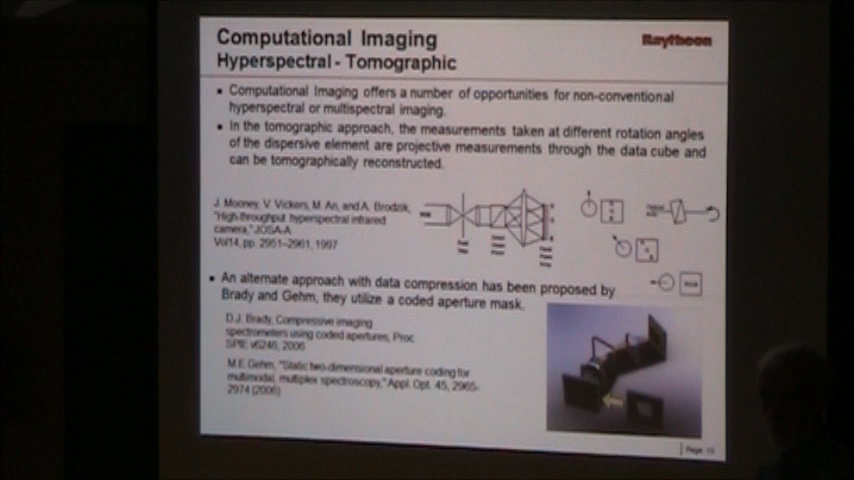 Computational Imaging
Raytheon
Hyperspectral - Tomographic
▪ Computational Imaging offers a number of opportunities for non-conventional
hyperspectral or multispectral imaging.
▪ In the tomographic approach, the measurements taken at different rotation angles
of the dispersive element are projective measurements through the data cube and
can be tomographically reconstructed.
J. Mooney, V. Vickers, M. An, and A. Brodzik,
"High-throughput hyperspectral infrared
camera," JOSA-A
Vol14, pp. 2951-2961, 1997
▪ An alternate approach with data compression has been proposed by
Brady and Gehm, they utilize a coded aperture mask.
D.J. Brady, Compressive imaging
spectrometers using coded apertures, Proc
SPIE v6246, 2006
M.E. Gehm, "Static two-dimensional aperture coding for
multimodal, multiplex spectroscopy," Appl. Opt. 45, 2965-
2974 (2006)
Page